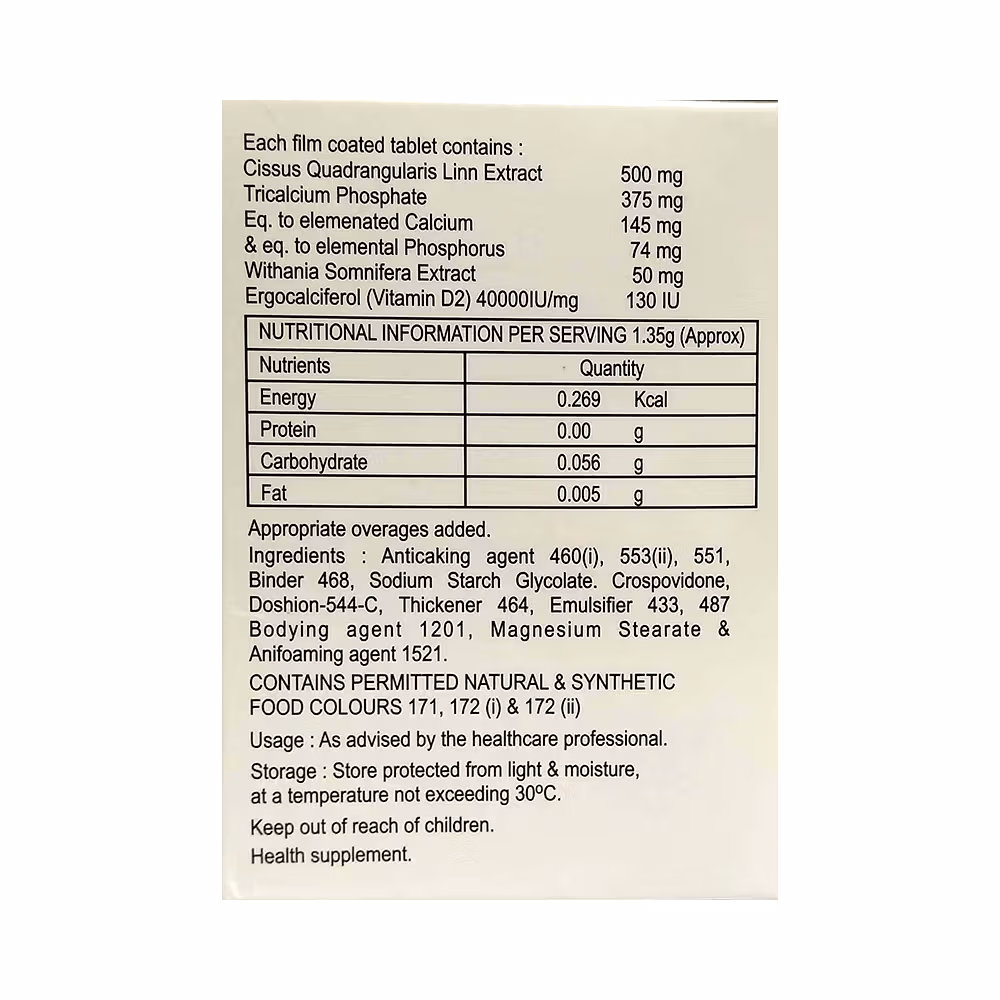 Each film coated tablet contains :
Cissus Quadrangularis Linn Extract 500 mg
Tricalcium Phosphate 375 mg
Eq. to elemenated Calcium 145 mg
& eq. to elemental Phosphorus 74 mg
Withania Somnifera Extract 50 mg
Ergocalciferol (Vitamin D2) 40000IU/mg 130 IU
NUTRITIONAL INFORMATION PER SERVING 1.35g (Approx)
Nutrients Quantity
Energy 0.269 Kcal
Protein 0.00 g
Carbohydrate 0.056 g
Fat 0.005 g
Appropriate overages added.
Ingredients : Anticaking agent 460(i), 553(ii), 551,
Binder 468, Sodium Starch Glycolate. Crospovidone,
Doshion-544-C, Thickener 464, Emulsifier 433, 487
Bodying agent 1201, Magnesium Stearate &
Anifoaming agent 1521.
CONTAINS PERMITTED NATURAL & SYNTHETIC
FOOD COLOURS 171, 172 (i) & 172 (ii)
Usage : As advised by the healthcare professional.
Storage : Store protected from light & moisture,
at a temperature not exceeding 30ºC.
Keep out of reach of children.
Health supplement.